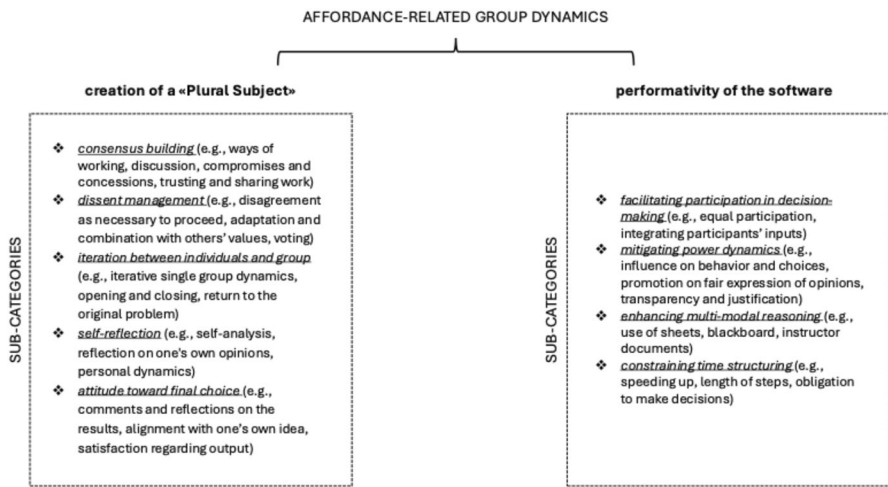 AFFORDANCE-RELATED GROUP DYNAMICS
creation of a «Plural Subject»
SUB-CATEGORIES
❖ consensus building (e.g., ways of
working, discussion, compromises and
concessions, trusting and sharing work)
❖ dissent management (e.g., disagreement
as necessary to proceed, adaptation and
combination with others' values, voting)
❖ iteration between individuals and group
(e.g., iterative single group dynamics,
opening and closing, return to the
original problem)
❖ self-reflection (e.g., self-analysis,
reflection on one's own opinions,
personal dynamics)
❖ attitude toward final choice (e.g.,
comments and reflections on the
results, alignment with one's own idea,
satisfaction regarding output)
performativity of the software
SUB-CATEGORIES
❖ facilitating participation in decision-
making (e.g., equal participation,
integrating participants' inputs)
❖ mitigating power dynamics (e.g.,
influence on behavior and choices,
promotion on fair expression of opinions,
transparency and justification)
❖ enhancing multi-modal reasoning (e.g.,
use of sheets, blackboard, instructor
documents)
❖ constraining time structuring (e.g.,
speeding up, length of steps, obligation
to make decisions)